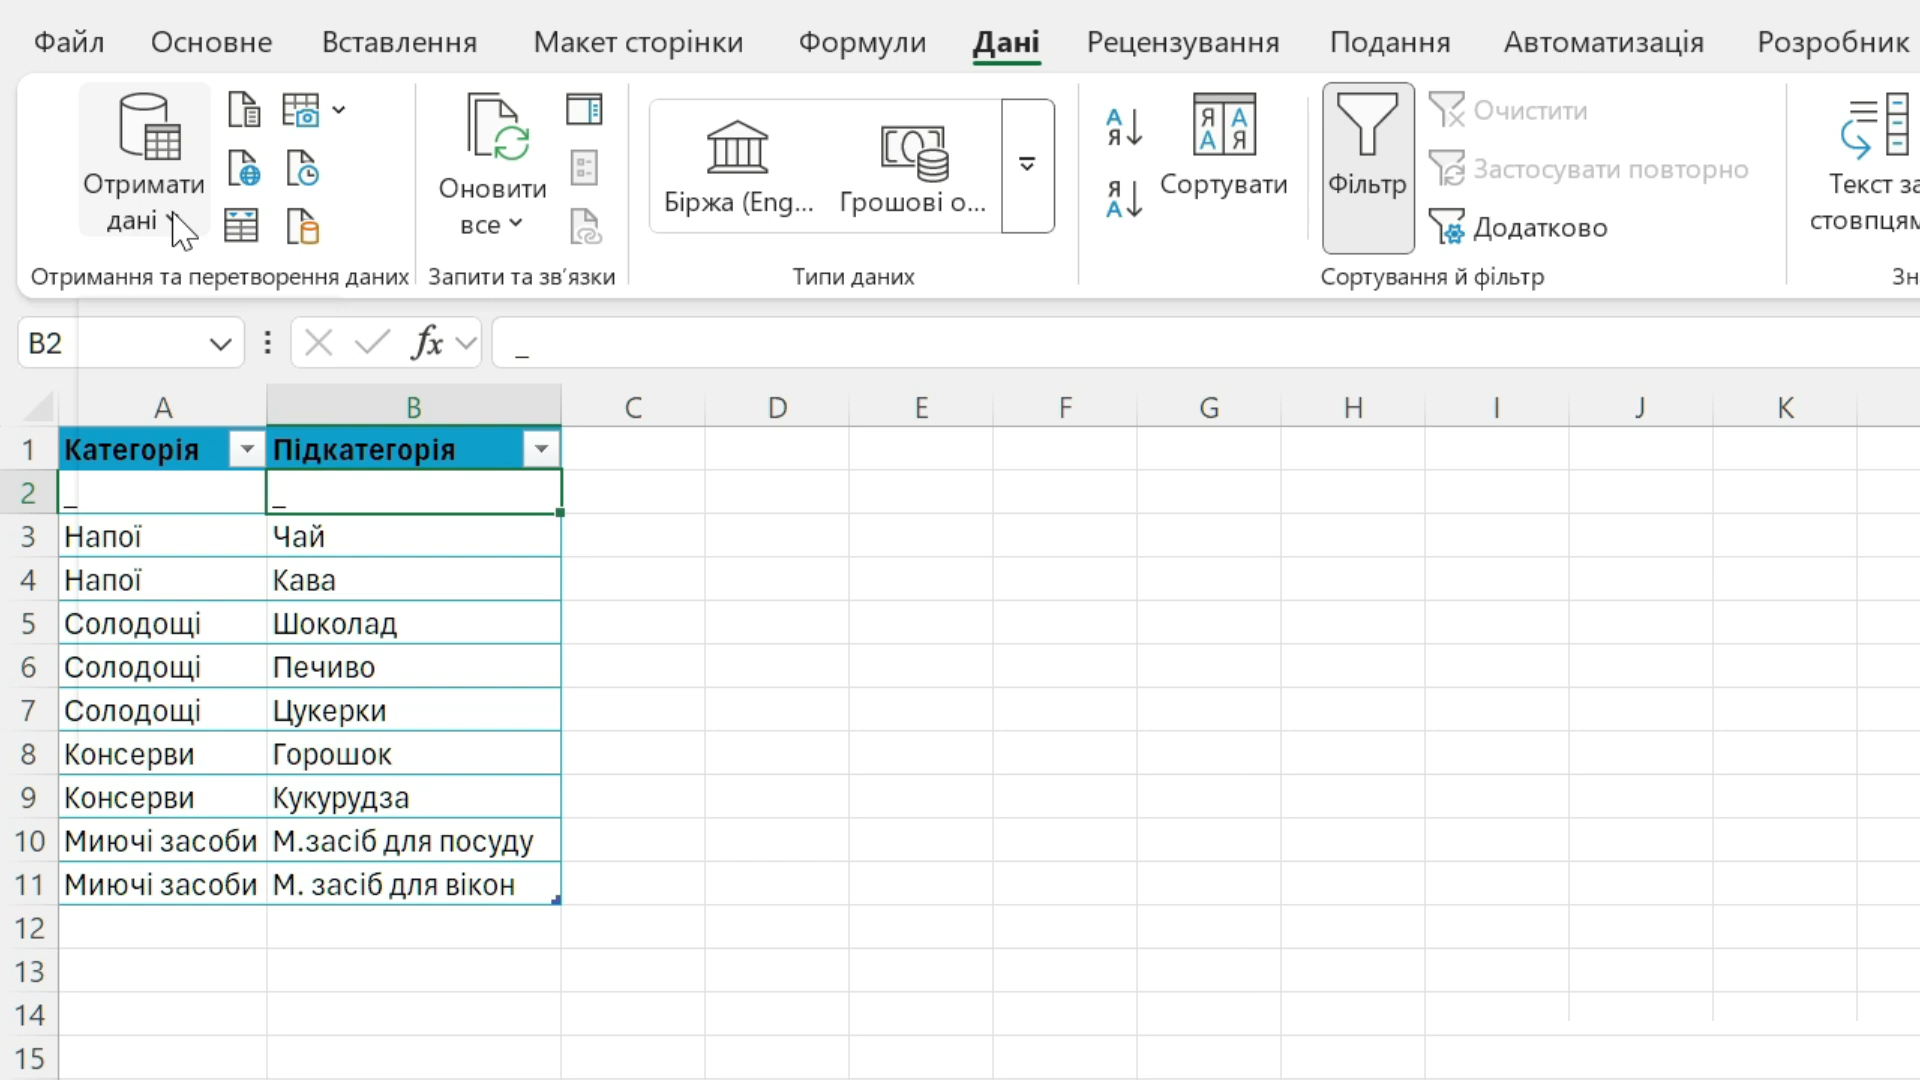 Файл Основне Вставлення Макет сторінки Формули Дані Рецензування Подання Автоматизація Розробник
Отримати
дані
Отримання та перетворення даних
Оновити
все
Запити та зв’язки
Біржа (Eng... Грошові о...
Типи даних
Сортувати
Фільтр
Очистити
Застосувати повторно
Додатково
Сортування й фільтр
Текст за
стовпцям
Зн
B2 fx _
A B C D E F G H I J K
1 Категорія Підкатегорія
2 _ _
3 Напої Чай
4 Напої Кава
5 Солодощі Шоколад
6 Солодощі Печиво
7 Солодощі Цукерки
8 Консерви Горошок
9 Консерви Кукурудза
10 Миючі засоби М.засіб для посуду
11 Миючі засоби М. засіб для вікон
12
13
14
15